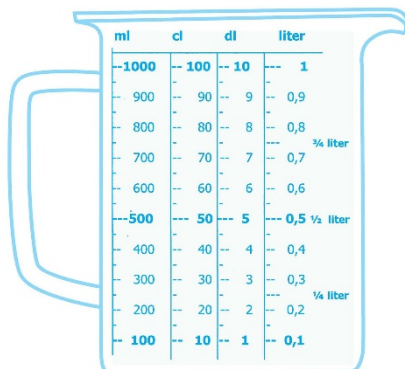 ml cl dl liter
--1000 -- 100 -- 10 --- 1
900 -- 90 -- 9 -- 0,9
800 -- 80 -- 8 -- 0,8
--- ¾ liter
700 -- 70 -- 7 -- 0,7
600 -- 60 -- 6 -- 0,6
---500 --- 50 --- 5 --- 0,5 ½ liter
400 -- 40 -- 4 -- 0,4
300 -- 30 -- 3 -- 0,3
--- ¼ liter
200 -- 20 -- 2 -- 0,2
-- 100 -- 10 -- 1 -- 0,1